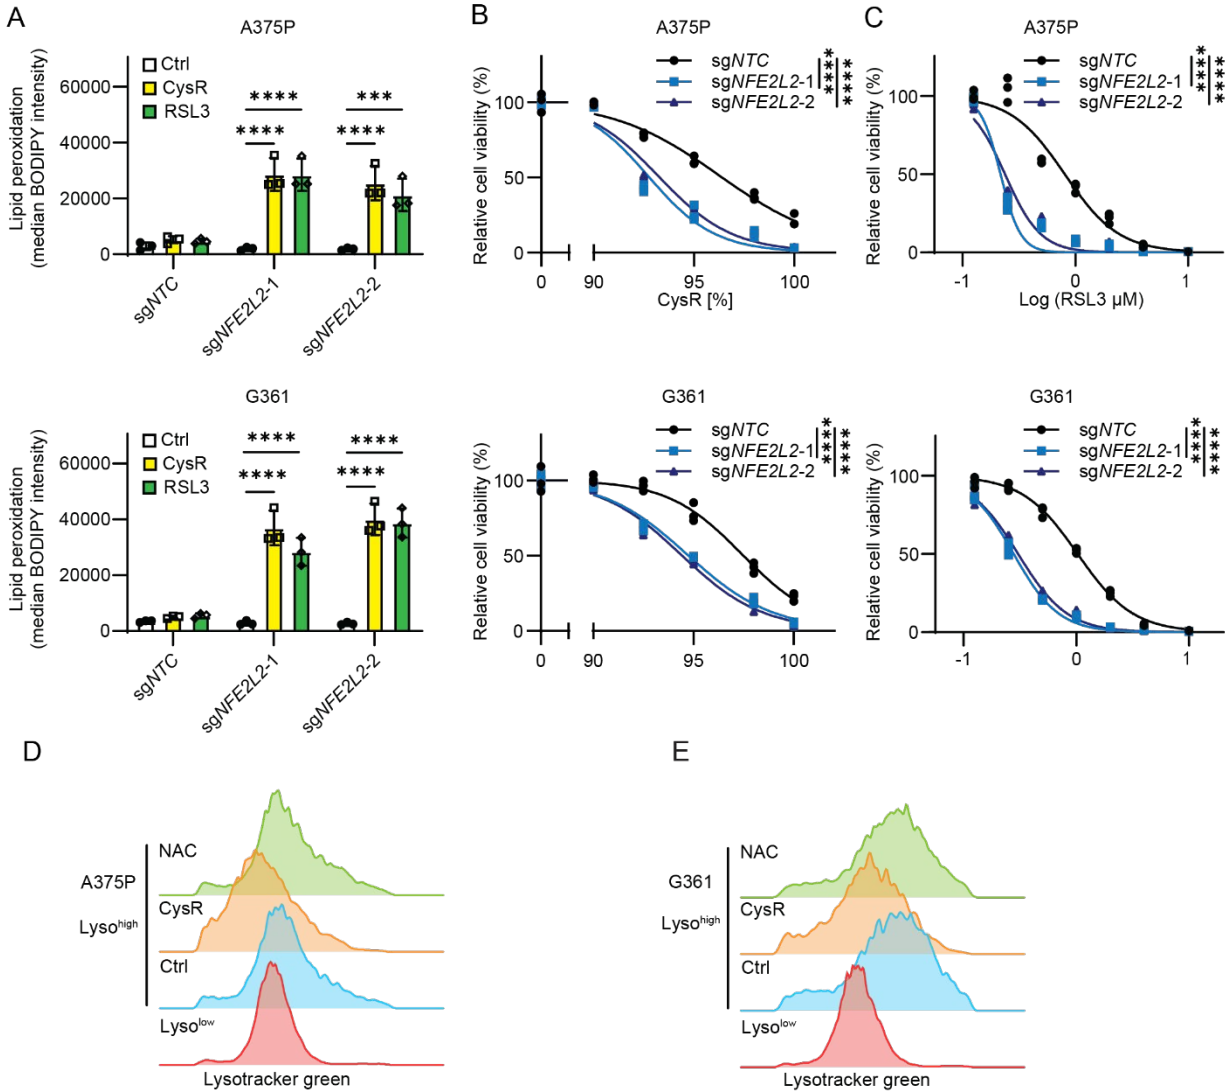 A
A375P
Lipid peroxidation
(median BODIPY intensity)
60000
40000
20000
0
Ctrl
CysR
RSL3
****
***
****
****
sgNTC
sgNFE2L2-1
sgNFE2L2-2
B
A375P
Relative cell viability (%)
100
50
0
sgNTC
sgNFE2L2-1
sgNFE2L2-2
****
****
0
90
95
100
CysR [%]
C
A375P
Relative cell viability (%)
100
50
0
sgNTC
sgNFE2L2-1
sgNFE2L2-2
****
****
-1
0
1
Log (RSL3 µM)
G361
Lipid peroxidation
(median BODIPY intensity)
60000
40000
20000
0
Ctrl
CysR
RSL3
****
****
****
****
sgNTC
sgNFE2L2-1
sgNFE2L2-2
G361
Relative cell viability (%)
100
50
0
sgNTC
sgNFE2L2-1
sgNFE2L2-2
****
****
0
90
95
100
G361
Relative cell viability (%)
100
50
0
sgNTC
sgNFE2L2-1
sgNFE2L2-2
****
****
-1
0
1
D
A375P
Lysohigh
NAC
CysR
Ctrl
Lysolow
Lysotracker green
E
G361
Lysohigh
NAC
CysR
Ctrl
Lysolow
Lysotracker green